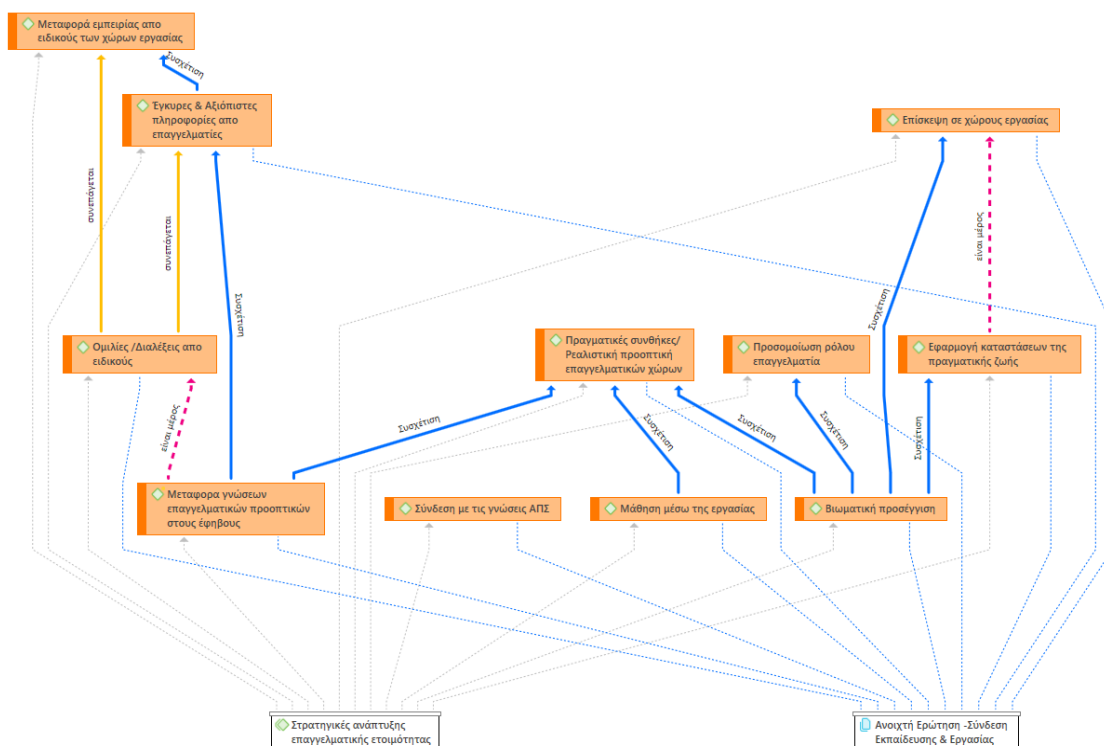 Μεταφορά εμπειρίας απο
ειδικούς των χώρων εργασίας
Συσχέτιση
Έγκυρες & Αξιόπιστες
πληροφορίες απο
επαγγελματίες
Επίσκεψη σε χώρους εργασίας
συνεπάγεται
συνεπάγεται
Συσχέτιση
Συσχέτιση
είναι μέρος
Ομιλίες /Διαλέξεις απο
ειδικούς
Πραγματικές συνθήκες/
Ρεαλιστική προοπτική
επαγγελματικών χώρων
Προσομοίωση ρόλου
επαγγελματία
Εφαρμογή καταστάσεων της
πραγματικής ζωής
είναι μέρος
Συσχέτιση
Συσχέτιση
Συσχέτιση
Συσχέτιση
Συσχέτιση
Μεταφορα γνώσεων
επαγγελματικών προοπτικών
στους έφηβους
Σύνδεση με τις γνώσεις ΑΠΣ
Μάθηση μέσω της εργασίας
Βιωματική προσέγγιση
Στρατηγικές ανάπτυξης
επαγγελματικής ετοιμότητας
Ανοιχτή Ερώτηση -Σύνδεση
Εκπαίδευσης & Εργασίας